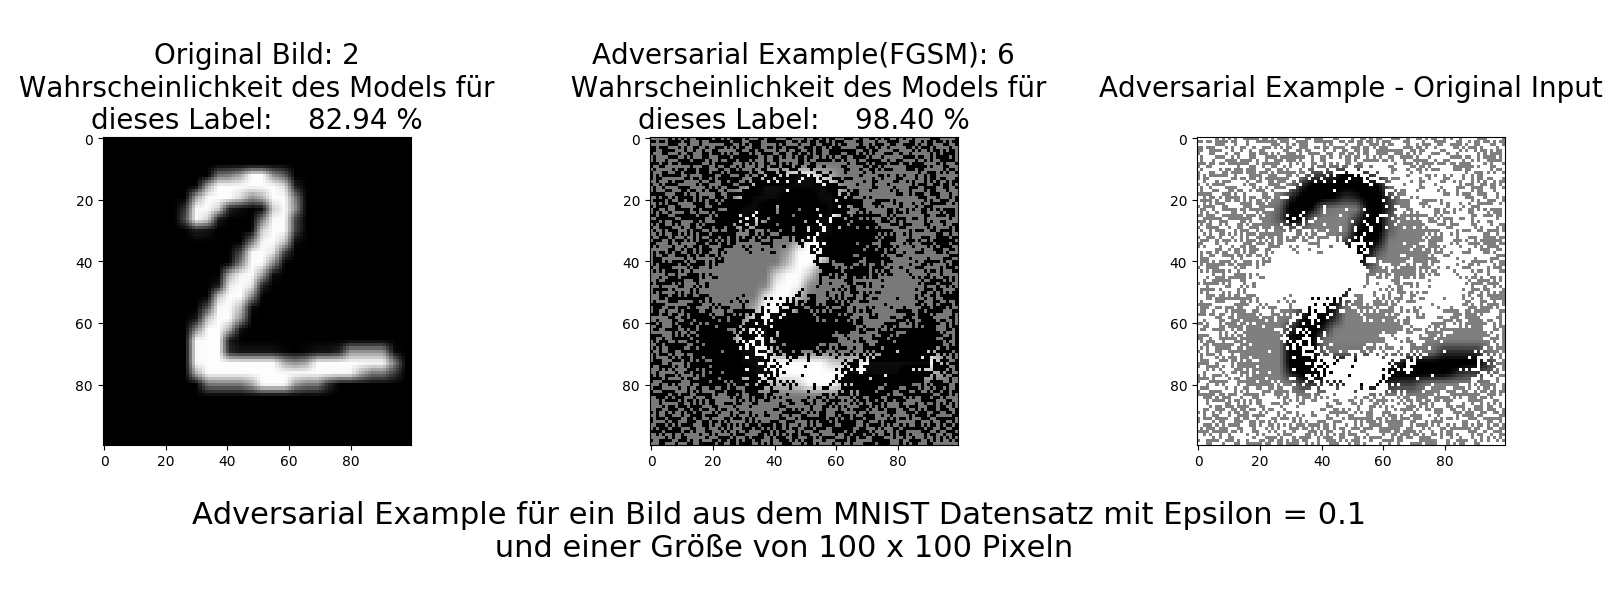 Original Bild: 2
Wahrscheinlichkeit des Models für
dieses Label: 82.94 %
0
20
40
60
80
0 20 40 60 80
Adversarial Example(FGSM): 6
Wahrscheinlichkeit des Models für
dieses Label: 98.40 %
0
20
40
60
80
0 20 40 60 80
Adversarial Example - Original Input
0
20
40
60
80
0 20 40 60 80
Adversarial Example für ein Bild aus dem MNIST Datensatz mit Epsilon = 0.1
und einer Größe von 100 x 100 Pixeln